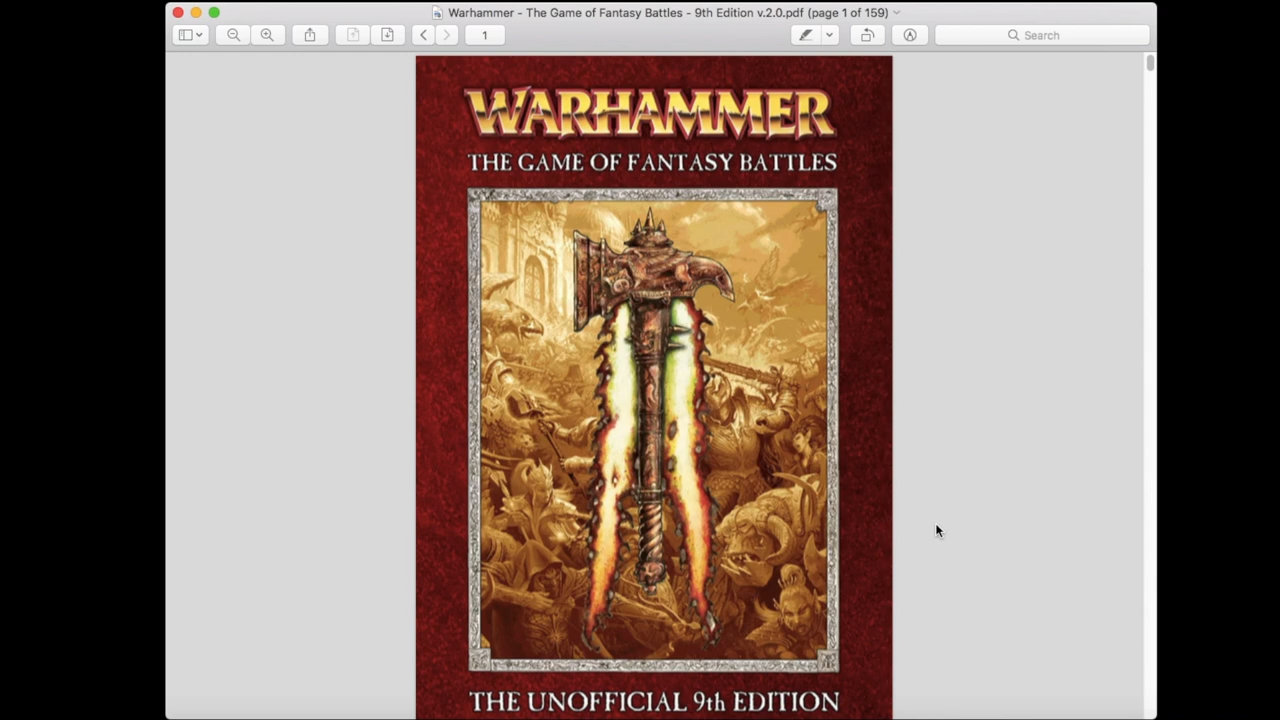 Warhammer - The Game of Fantasy Battles - 9th Edition v.2.0.pdf (page 1 of 159)
1
Search
WARHAMMER
THE GAME OF FANTASY BATTLES
THE UNOFFICIAL 9th EDITION